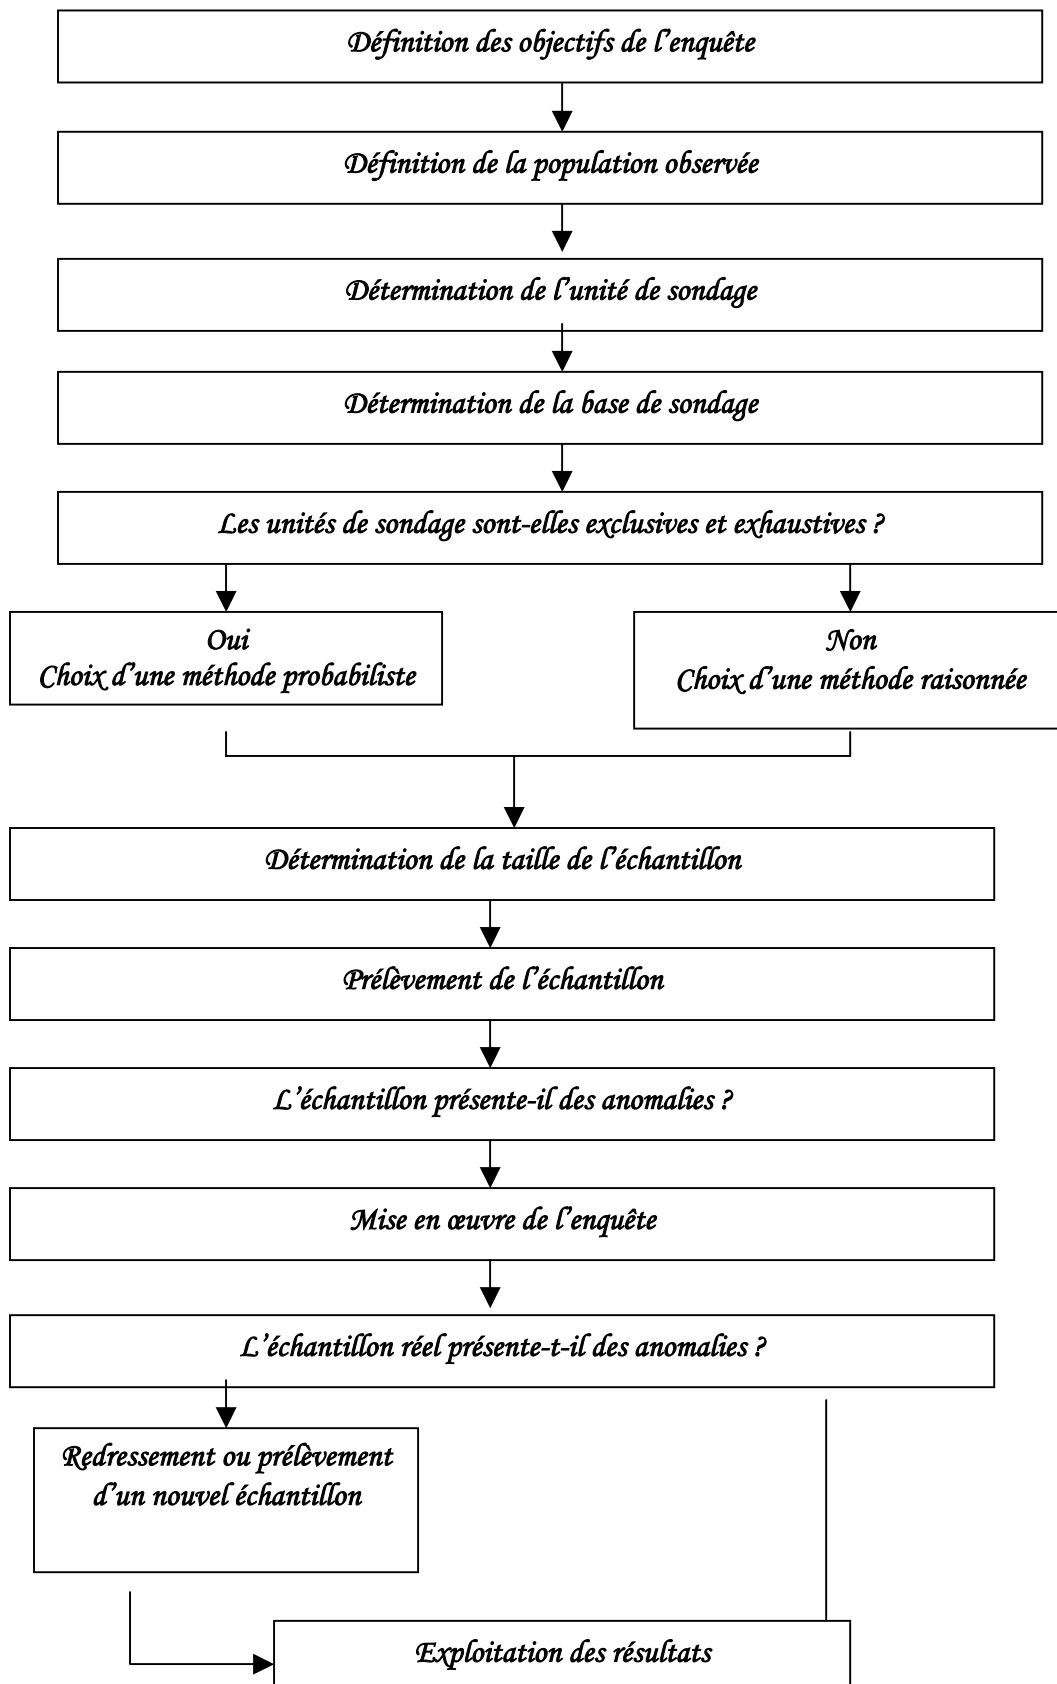 Définition des objectifs de l'enquête
Définition de la population observée
Détermination de l'unité de sondage
Détermination de la base de sondage
Les unités de sondage sont-elles exclusives et exhaustives ?
Oui
Choix d'une méthode probabiliste
Non
Choix d'une méthode raisonnée
Détermination de la taille de l'échantillon
Prélèvement de l'échantillon
L'échantillon présente-il des anomalies ?
Mise en œuvre de l'enquête
L'échantillon réel présente-t-il des anomalies ?
Redressement ou prélèvement
d'un nouvel échantillon
Exploitation des résultats